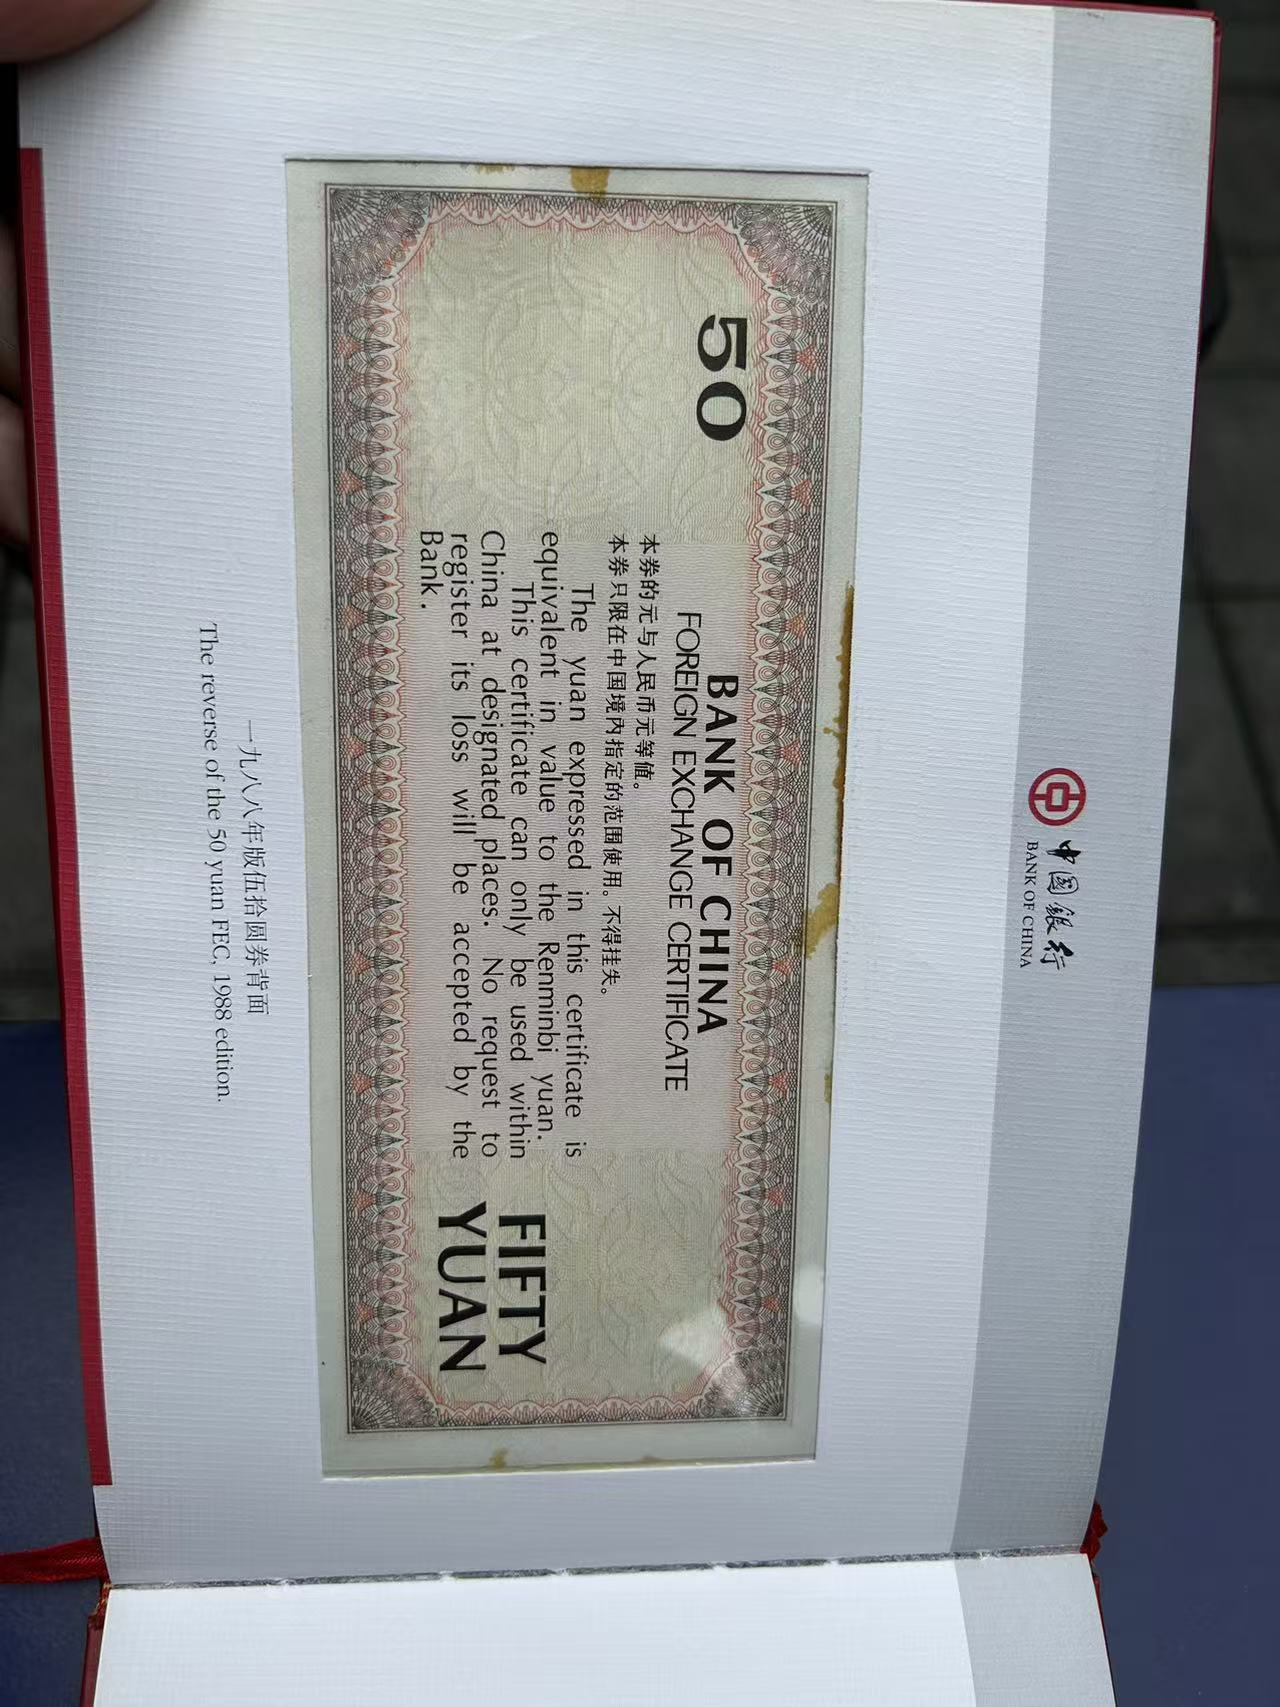 中國銀行
BANK OF CHINA
50
BANK OF CHINA
FOREIGN EXCHANGE CERTIFICATE
本券的元与人民币元等值。
本券只限在中国境内指定的范围使用。不得挂失。
The yuan expressed in this certificate is
equivalent in value to the Renminbi yuan.
This certificate can only be used within
China at designated places. No request to
register its loss will be accepted by the
Bank.
FIFTY
YUAN
一九八八年版伍拾圆券背面
The reverse of the 50 yuan FEC, 1988 edition.